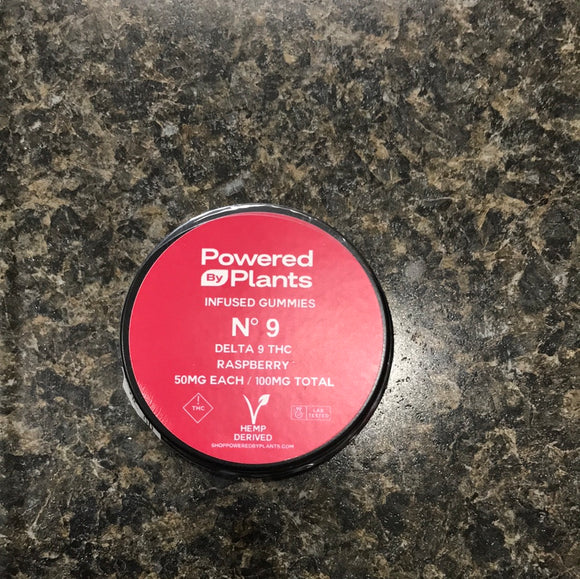 Powered
By Plants
INFUSED GUMMIES
N° 9
DELTA 9 THC
RASPBERRY
50MG EACH / 100MG TOTAL
! THC
HEMP
DERIVED
LAB
TESTED
SHOPPOWEREDBYPLANTS.COM